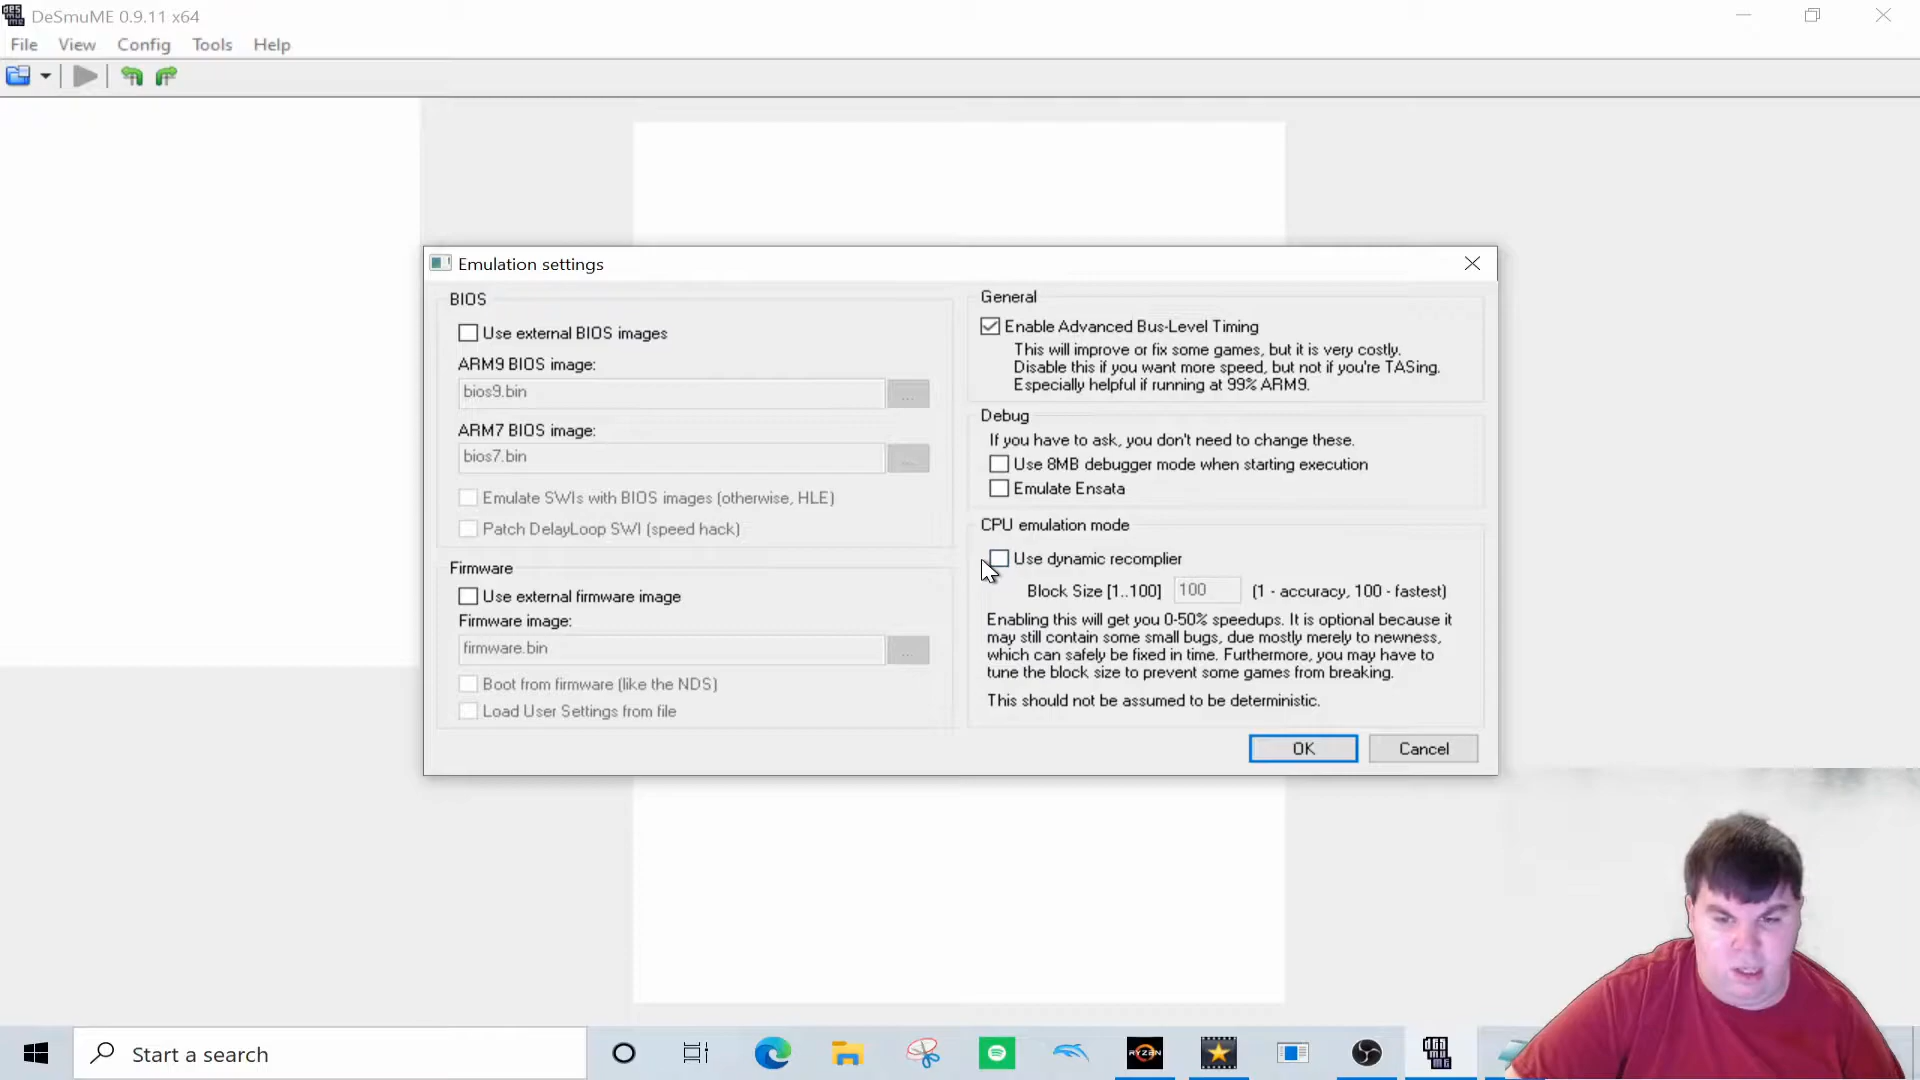 DeSmuME 0.9.11 x64
File View Config Tools Help
Emulation settings
BIOS
Use external BIOS images
ARM9 BIOS image:
bios9.bin
...
ARM7 BIOS image:
bios7.bin
...
Emulate SWIs with BIOS images (otherwise, HLE)
Patch DelayLoop SWI (speed hack)
Firmware
Use external firmware image
Firmware image:
firmware.bin
...
Boot from firmware (like the NDS)
Load User Settings from file
General
Enable Advanced Bus-Level Timing
This will improve or fix some games, but it is very costly.
Disable this if you want more speed, but not if you're TASing.
Especially helpful if running at 99% ARM9.
Debug
If you have to ask, you don't need to change these.
Use 8MB debugger mode when starting execution
Emulate Ensata
CPU emulation mode
Use dynamic recomplier
Block Size [1..100] 100 (1 - accuracy, 100 - fastest)
Enabling this will get you 0-50% speedups. It is optional because it
may still contain some small bugs, due mostly merely to newness,
which can safely be fixed in time. Furthermore, you may have to
tune the block size to prevent some games from breaking.
This should not be assumed to be deterministic.
OK Cancel
Start a search
RYZEN